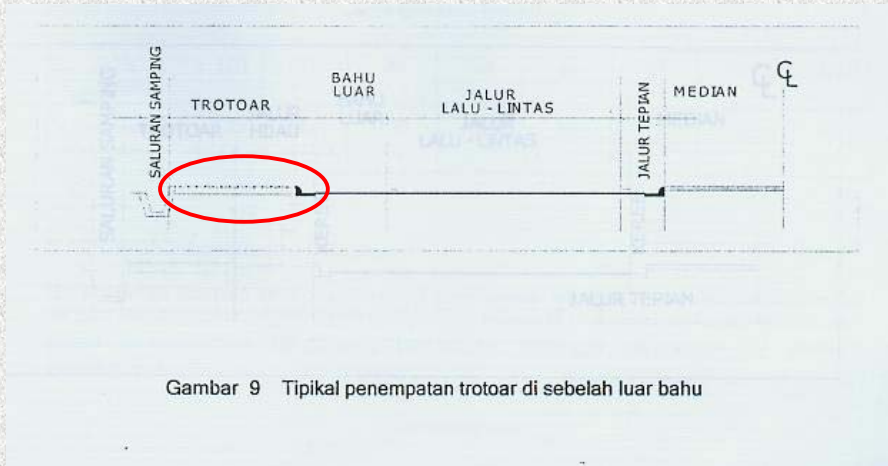 SALURAN SAMPING
TROTOAR
BAHU
LUAR
JALUR
LALU - LINTAS
JALUR TEPIAN
MEDIAN
Gambar 9 Tipikal penempatan trotoar di sebelah luar bahu